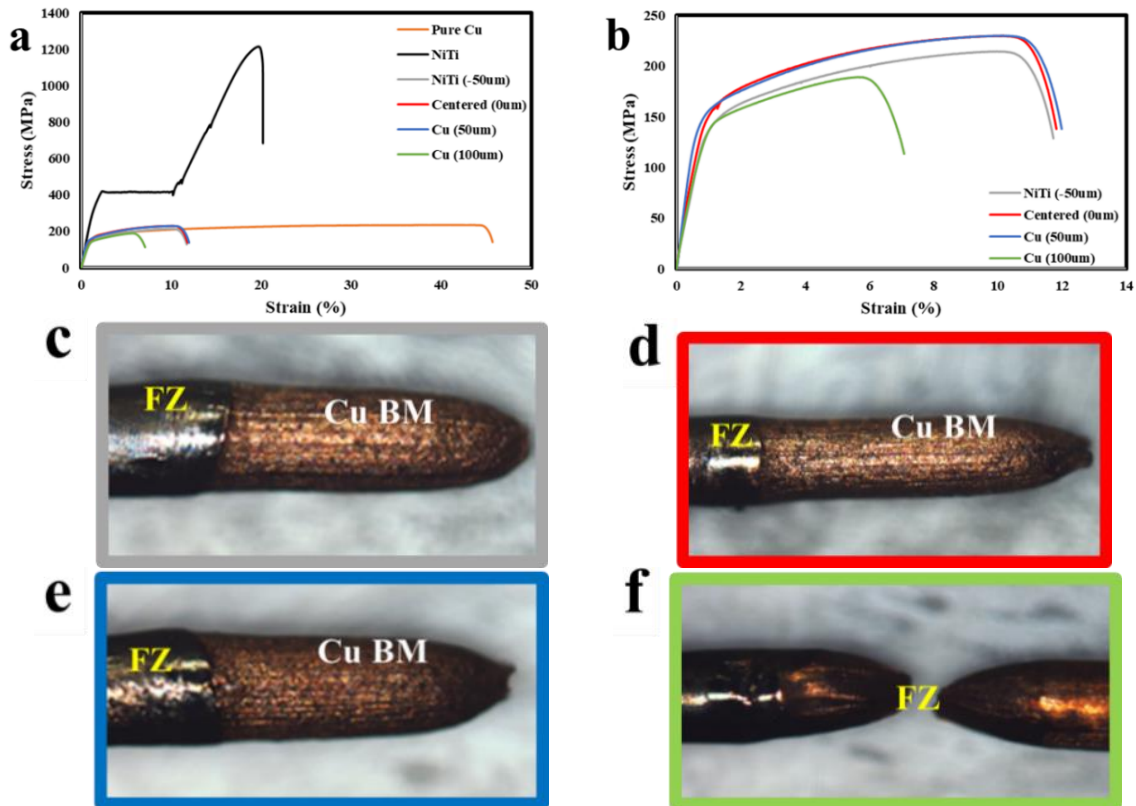 a
1400
1200
1000
800
600
400
200
0
Stress (MPa)
0 10 20 30 40 50
Strain (%)
Pure Cu
NiTi
NiTi (-50um)
Centered (0um)
Cu (50um)
Cu (100um)
b
250
200
150
100
50
0
Stress (MPa)
0 2 4 6 8 10 12 14
Strain (%)
NiTi (-50um)
Centered (0um)
Cu (50um)
Cu (100um)
c
FZ
Cu BM
d
FZ
Cu BM
e
FZ
Cu BM
f
FZ